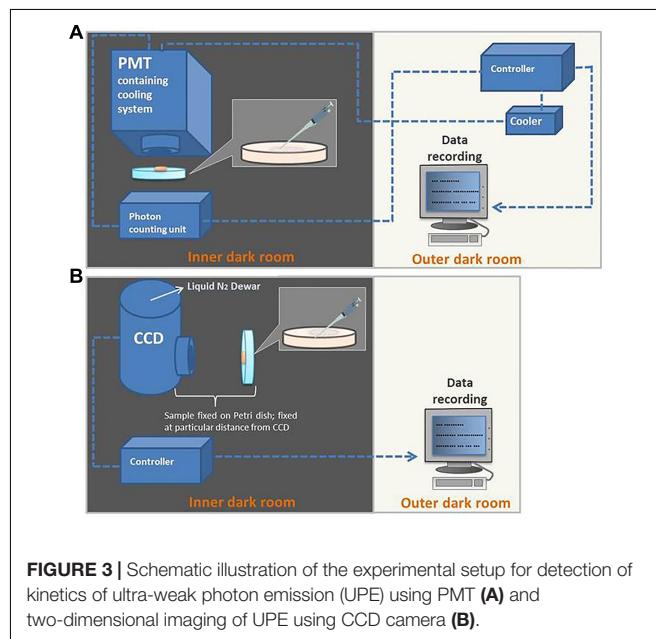 A
PMT
containing
cooling
system
Controller
Cooler
Data
recording
Photon
counting unit
Inner dark room
Outer dark room
B
Liquid N₂ Dewar
CCD
Sample fixed on Petri dish; fixed
at particular distance from CCD
Data
recording
Controller
Inner dark room
Outer dark room
FIGURE 3 | Schematic illustration of the experimental setup for detection of
kinetics of ultra-weak photon emission (UPE) using PMT (A) and
two-dimensional imaging of UPE using CCD camera (B).